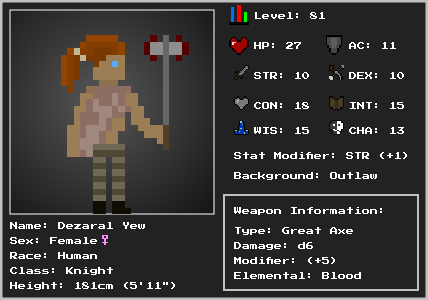 Level: 81
HP: 27 AC: 11
STR: 10 DEX: 10
CON: 18 INT: 15
WIS: 15 CHA: 13
Stat Modifier: STR (+1)
Background: Outlaw
Weapon Information:
Type: Great Axe
Damage: d6
Modifier: (+5)
Elemental: Blood
Name: Dezaral Yew
Sex: Female♀
Race: Human
Class: Knight
Height: 181cm (5'11")